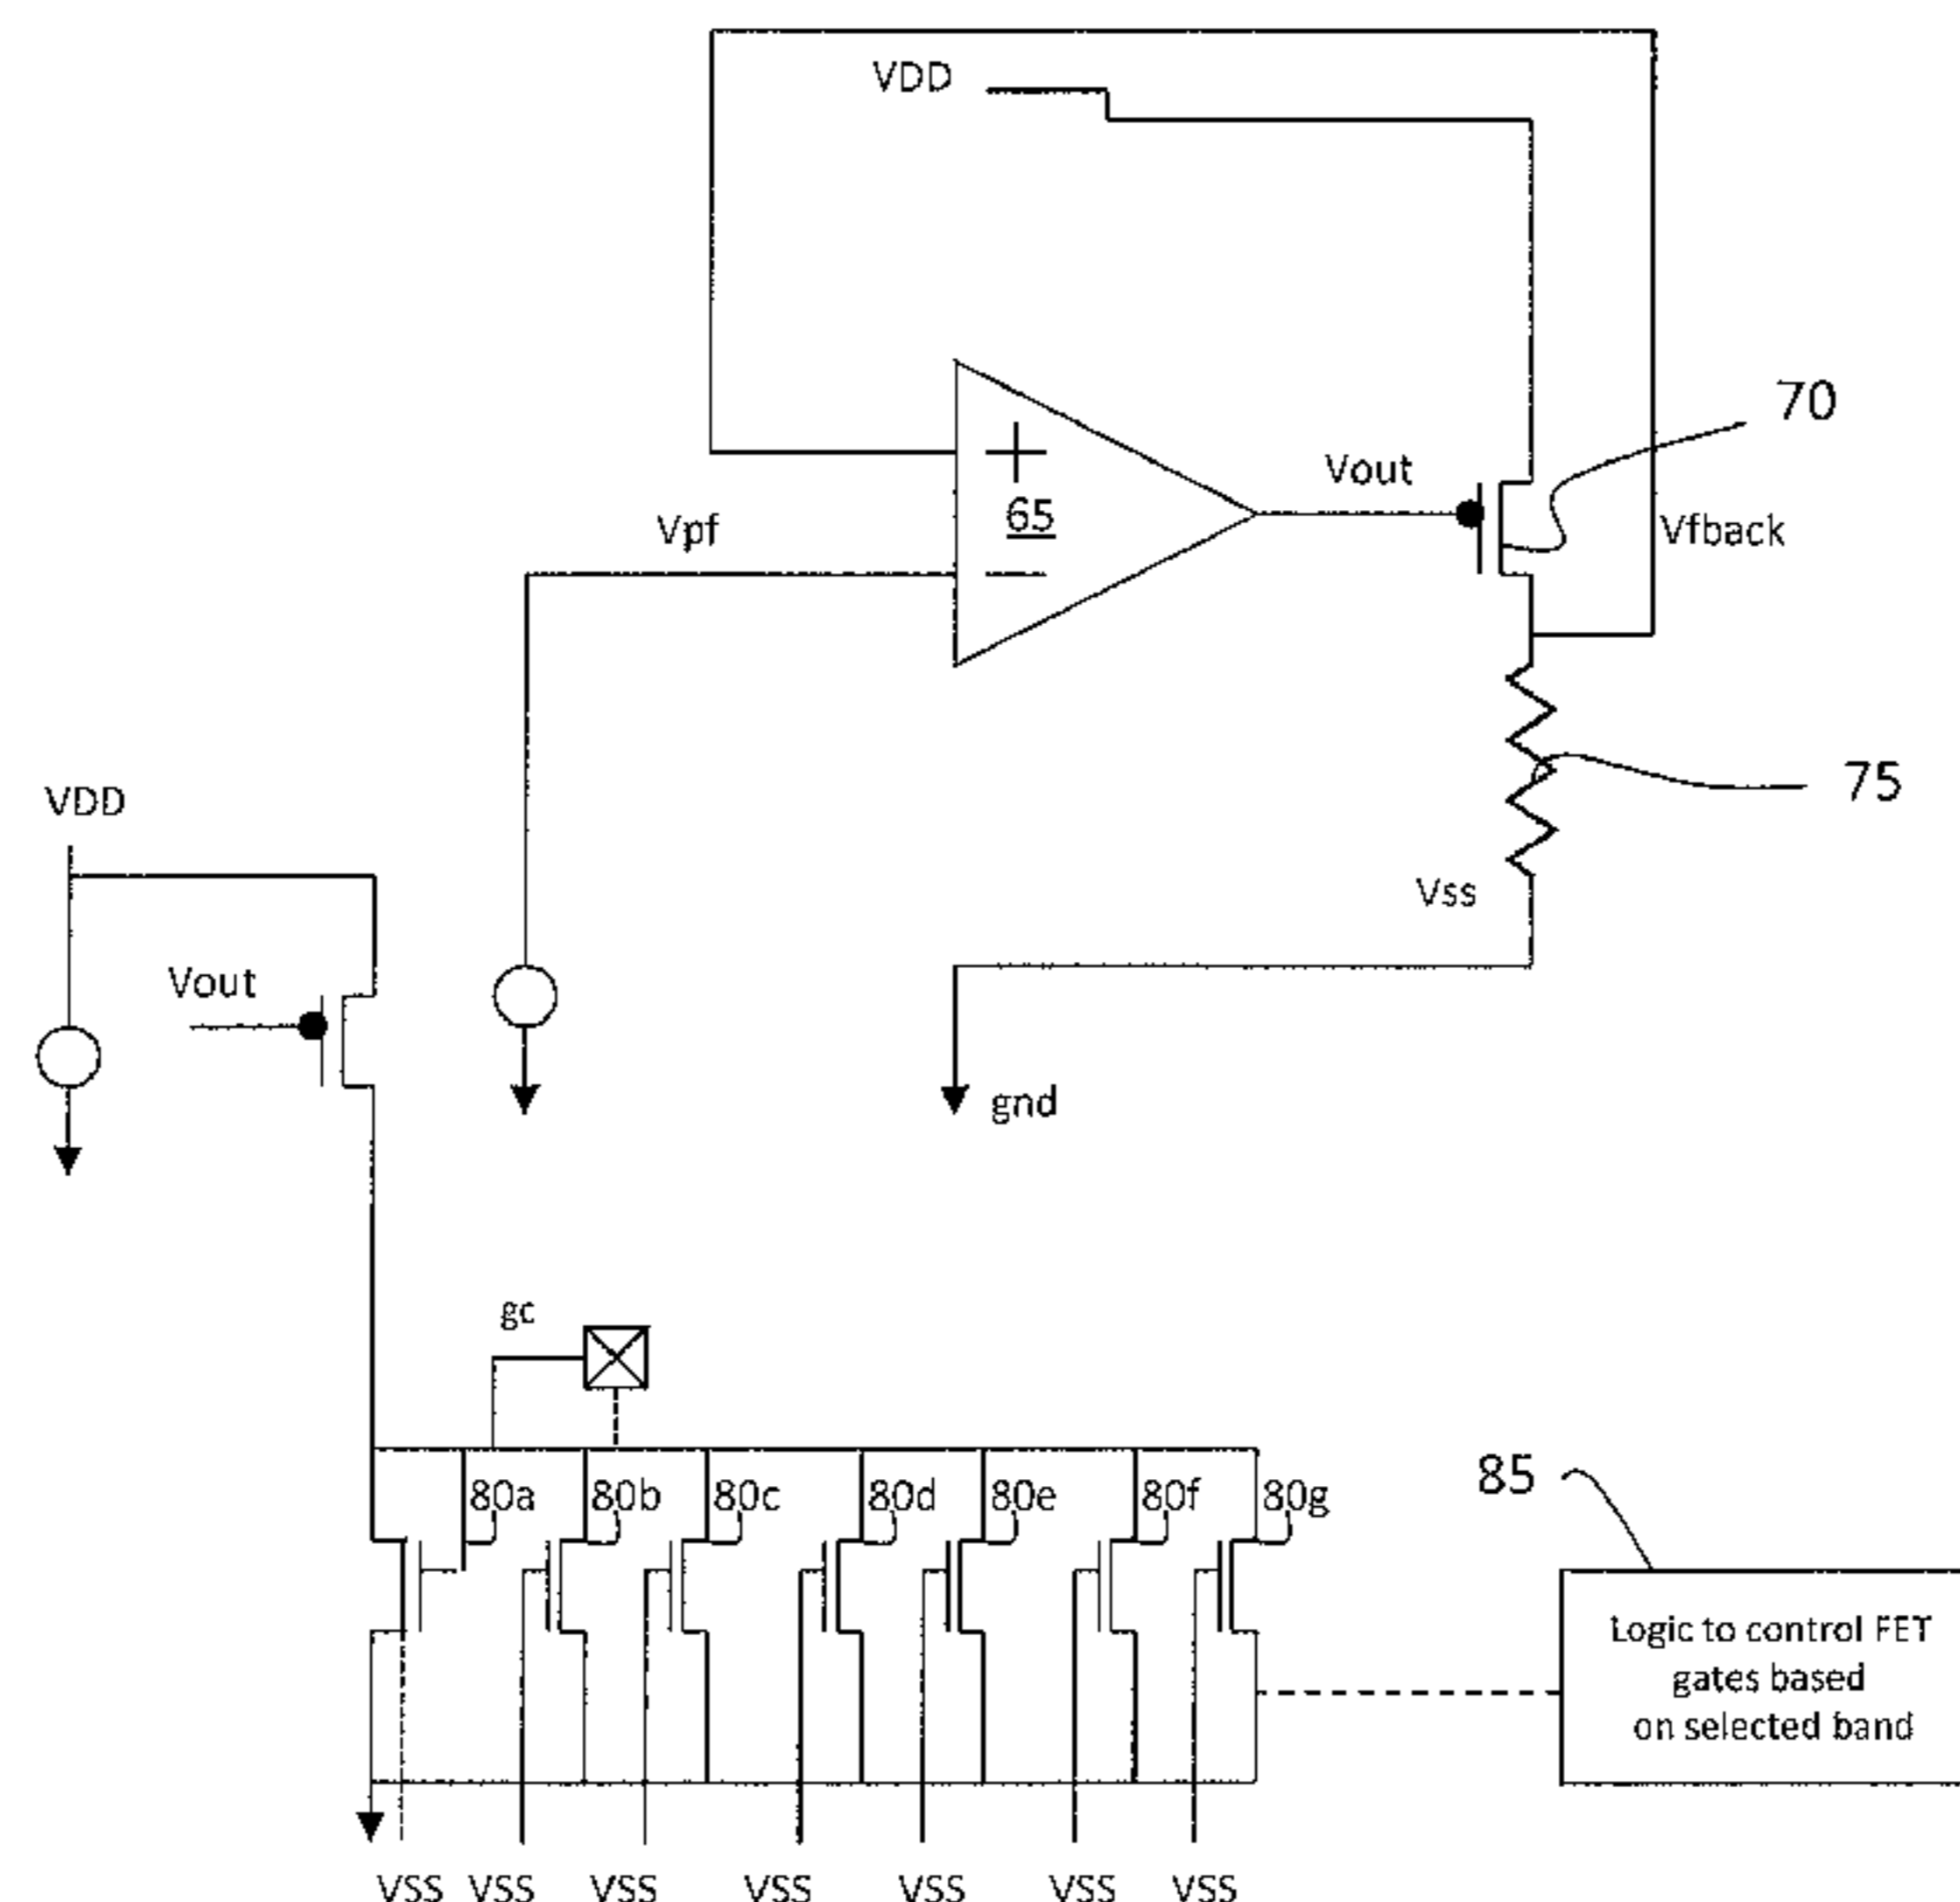 VDD
70
Vout
65
Vpf
Vfback
75
VDD
Vss
Vout
gnd
gc
80a 80b 80c 80d 80e 80f 80g
85
Logic to control FET
gates based
on selected band
VSS VSS VSS VSS VSS VSS VSS